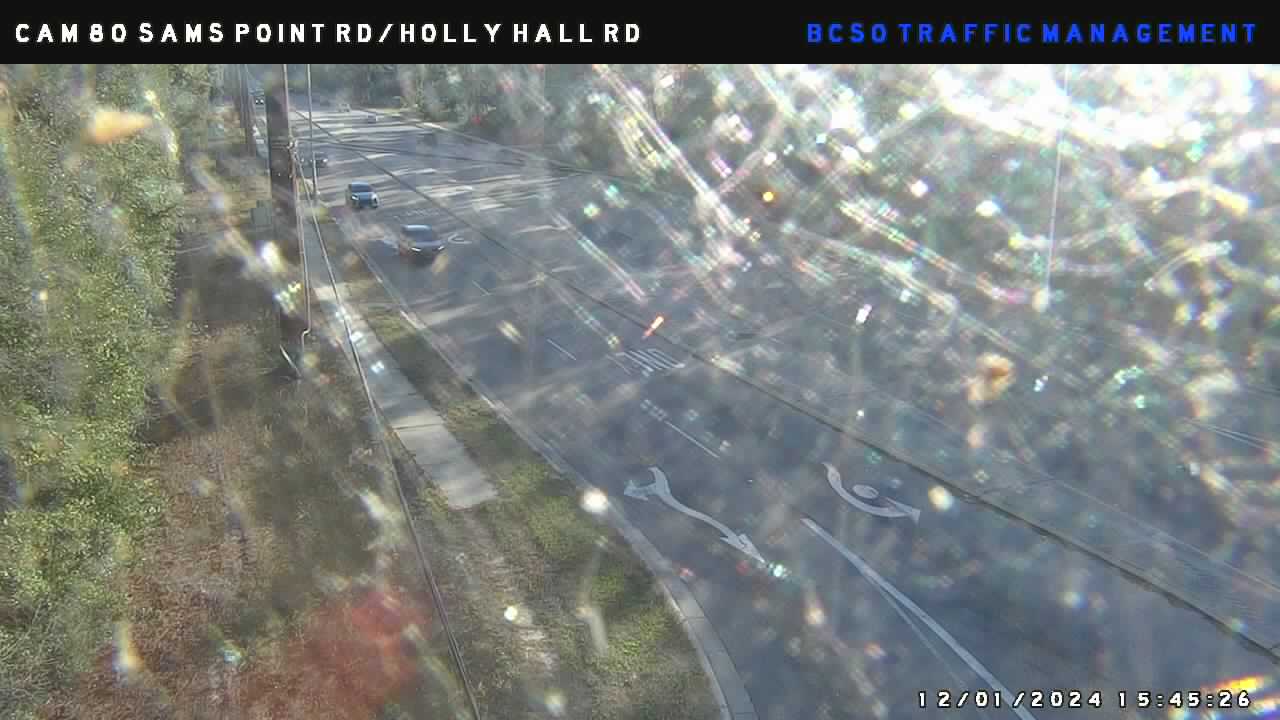 CAM 80 SAMS POINT RD/HOLLY HALL RD
BCSO TRAFFIC MANAGEMENT
12/01/2024 15:45:26